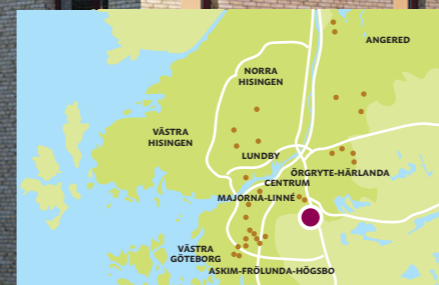 ANGERED
NORRA
HISINGEN
VÄSTRA
HISINGEN
LUNDBY
ÖRGRYTE-HÄRLANDA
CENTRUM
MAJORNA-LINNÉ
VÄSTRA
GÖTEBORG
ASKIM-FRÖLUNDA-HÖGSBO